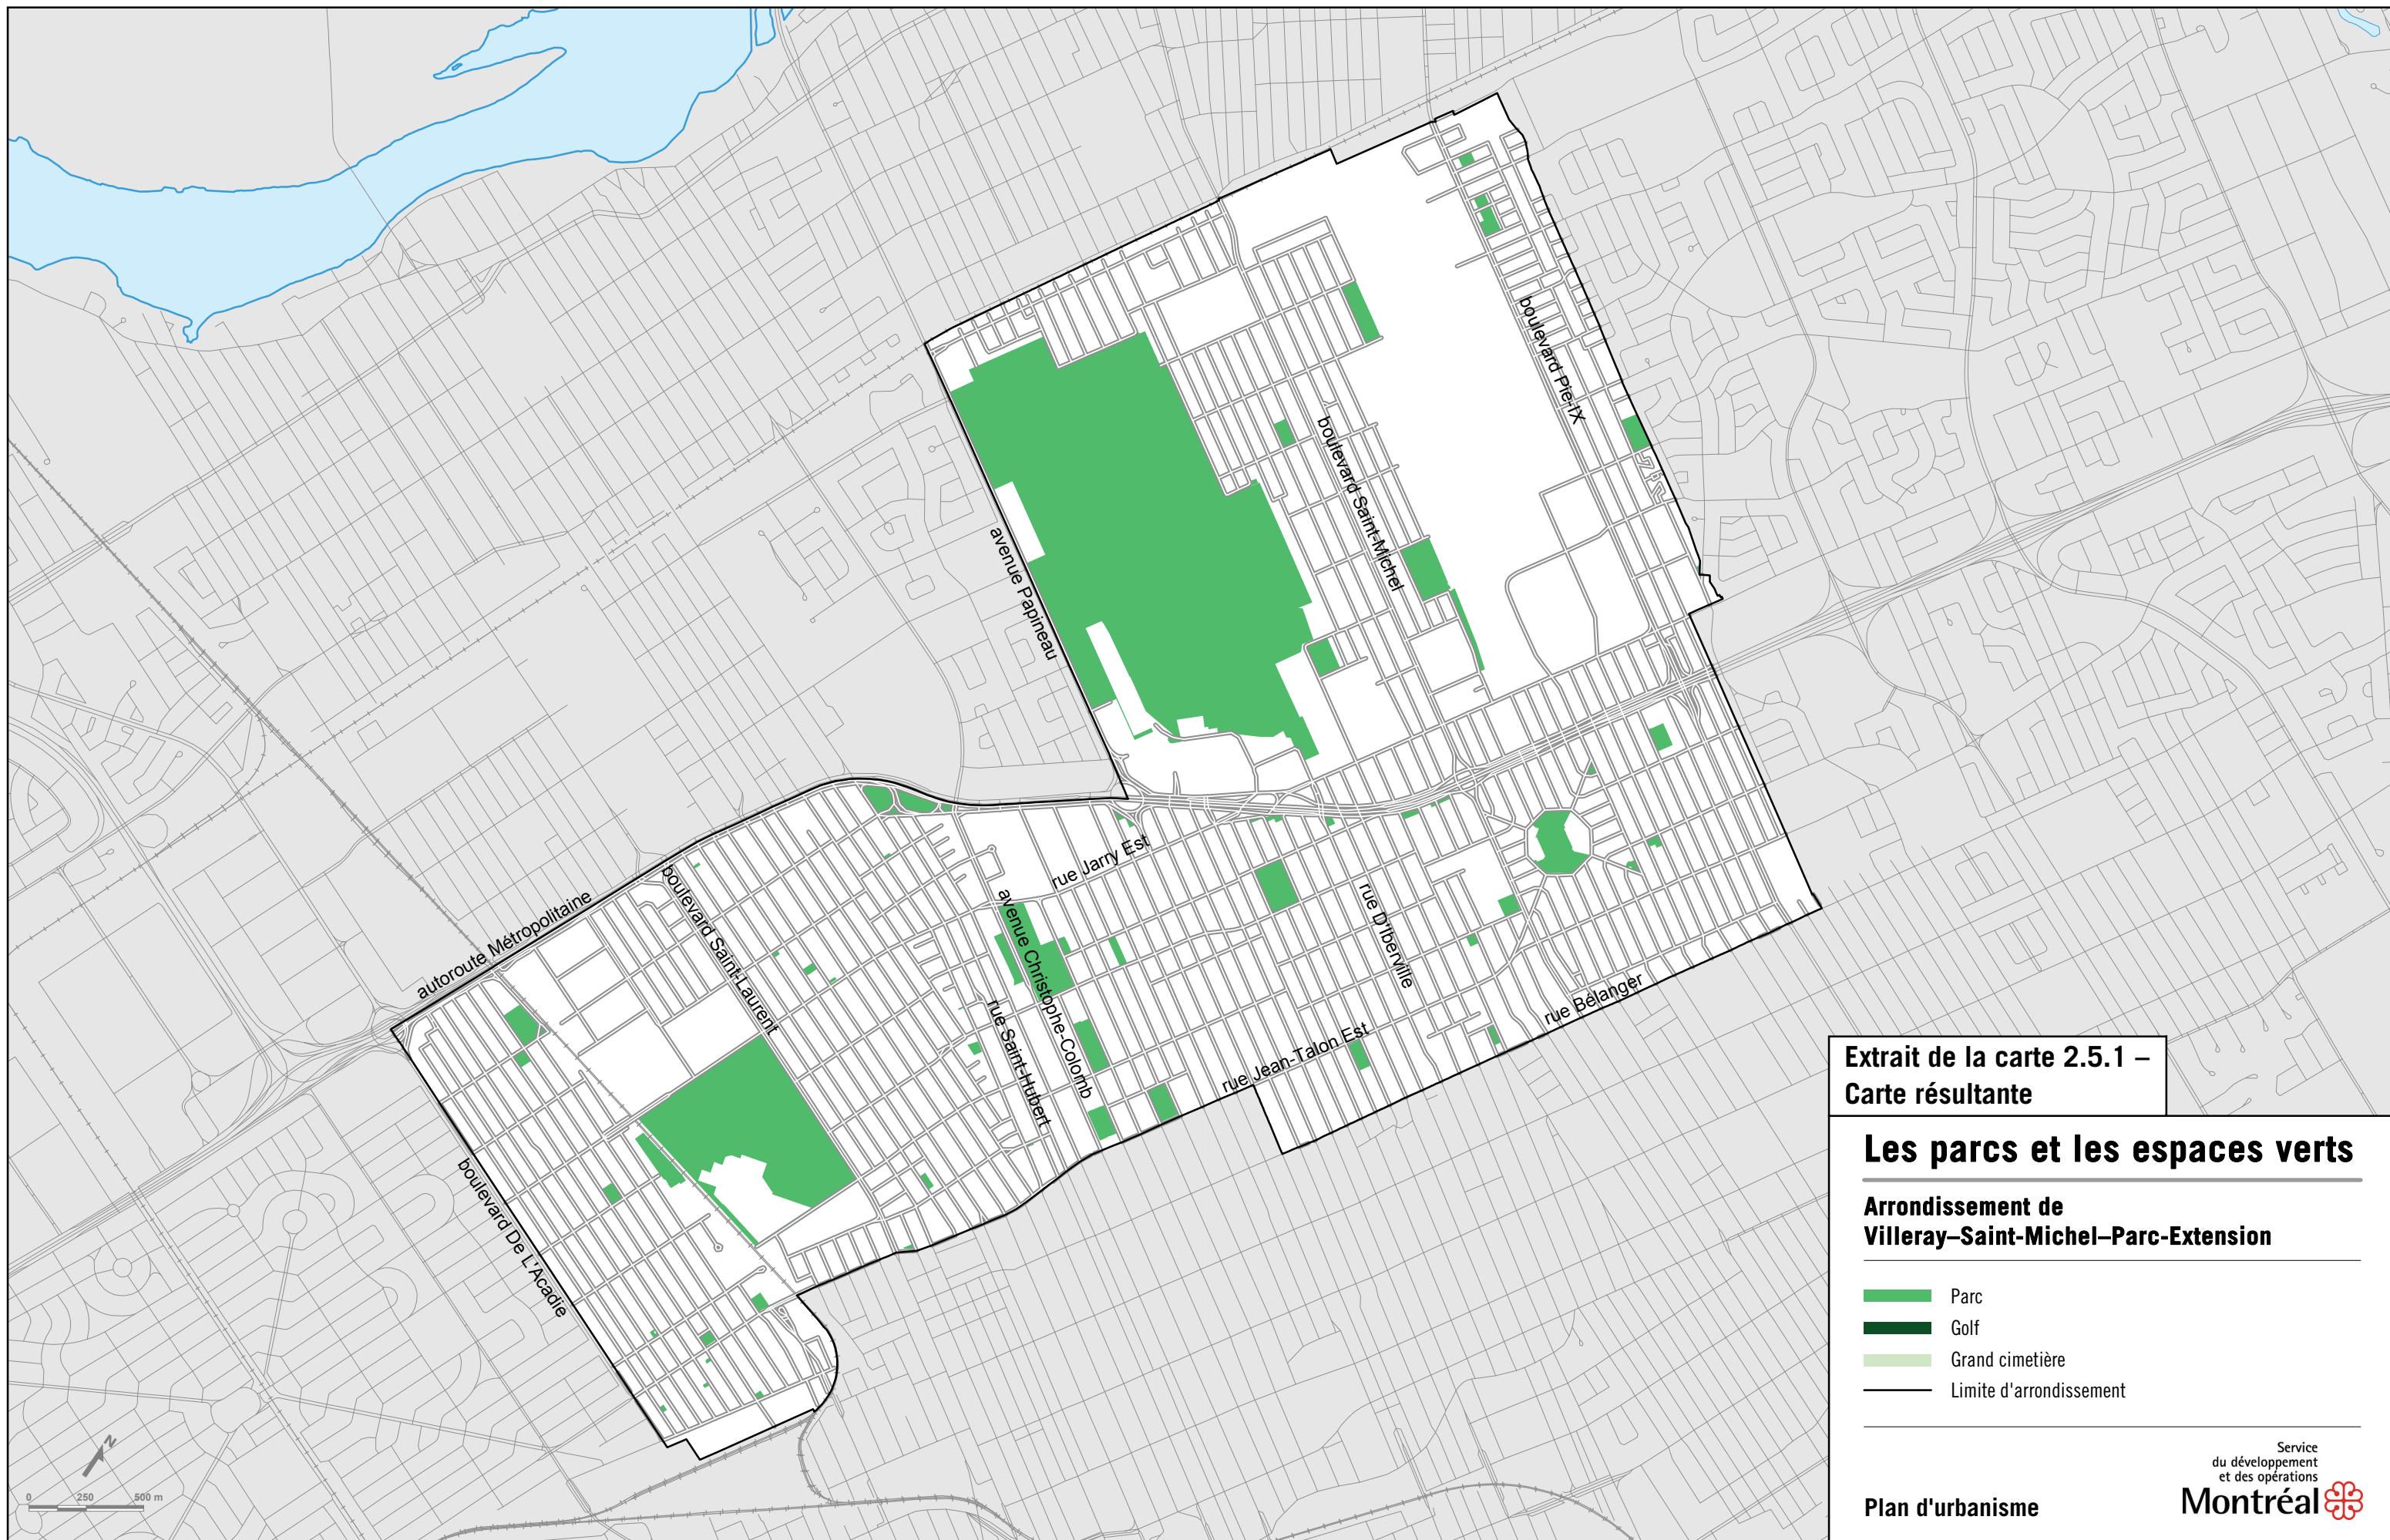 boulevard Pie-IX
boulevard Saint-Michel
avenue Papineau
rue Jarry Est
autoroute Métropolitaine
boulevard Saint-Laurent
avenue Christophe-Colomb
rue D'Iberville
rue Saint-Hubert
rue Bélanger
rue Jean-Talon Est
boulevard De L'Acadie
Extrait de la carte 2.5.1 –
Carte résultante
Les parcs et les espaces verts
Arrondissement de
Villeray–Saint-Michel–Parc-Extension
Parc
Golf
Grand cimetière
Limite d'arrondissement
N
0 250 500 m
Service
du développement
et des opérations
Montréal
Plan d'urbanisme